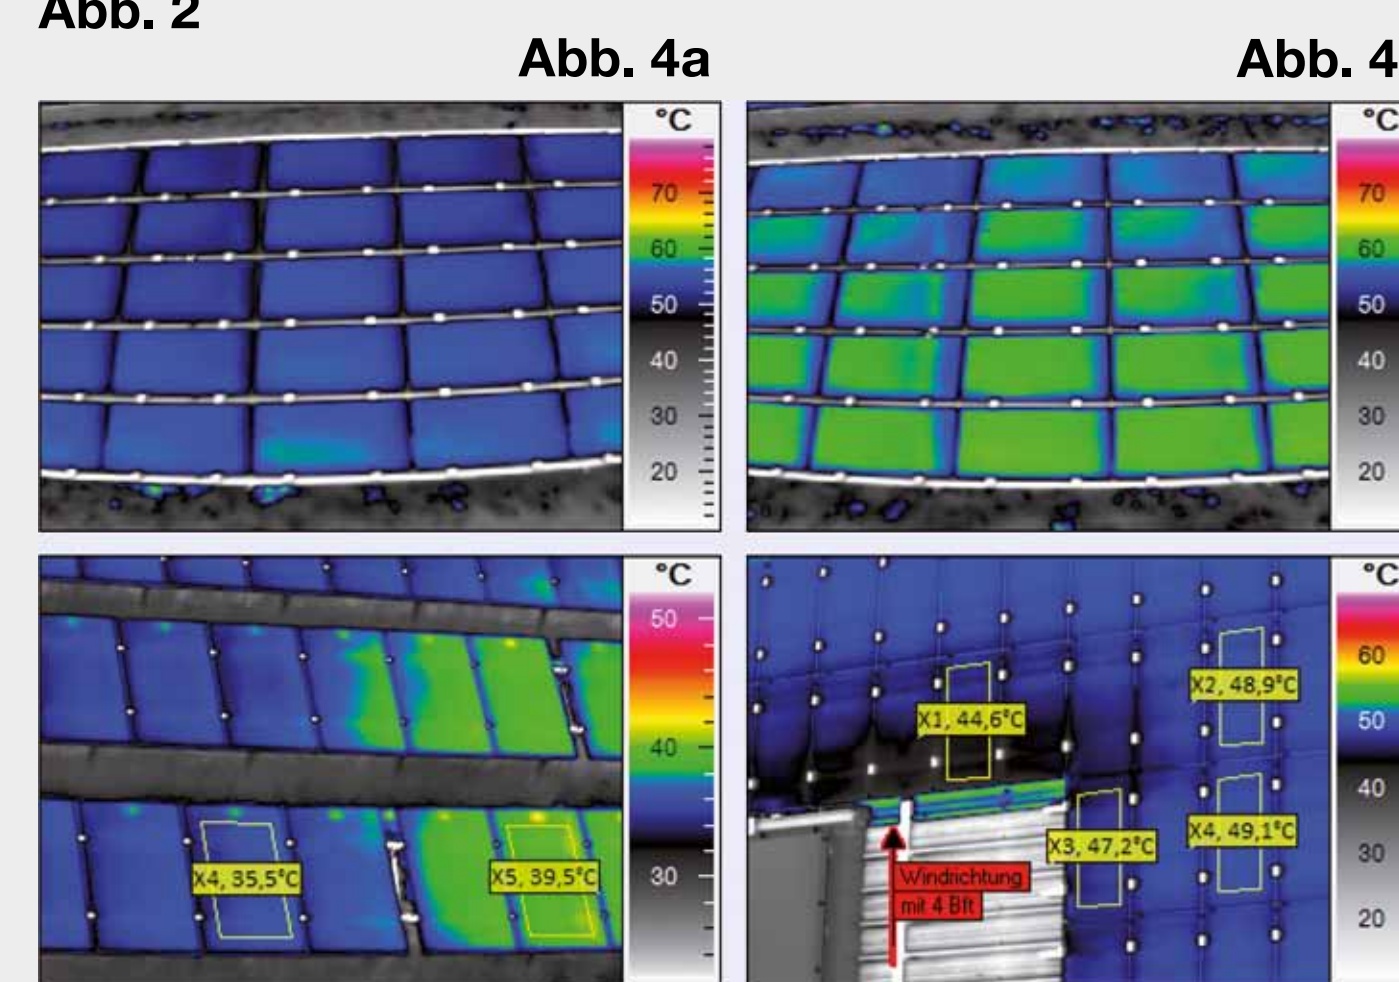 Abb. 2
Abb. 4a
Abb. 4
°C
70
60
50
40
30
20
°C
70
60
50
40
30
20
°C
50
40
30
X4, 35,5°C
X5, 39,5°C
°C
60
50
40
30
20
X1, 44,6°C
X2, 48,9°C
X3, 47,2°C
X4, 49,1°C
Windrichtung
mit 4 Bft